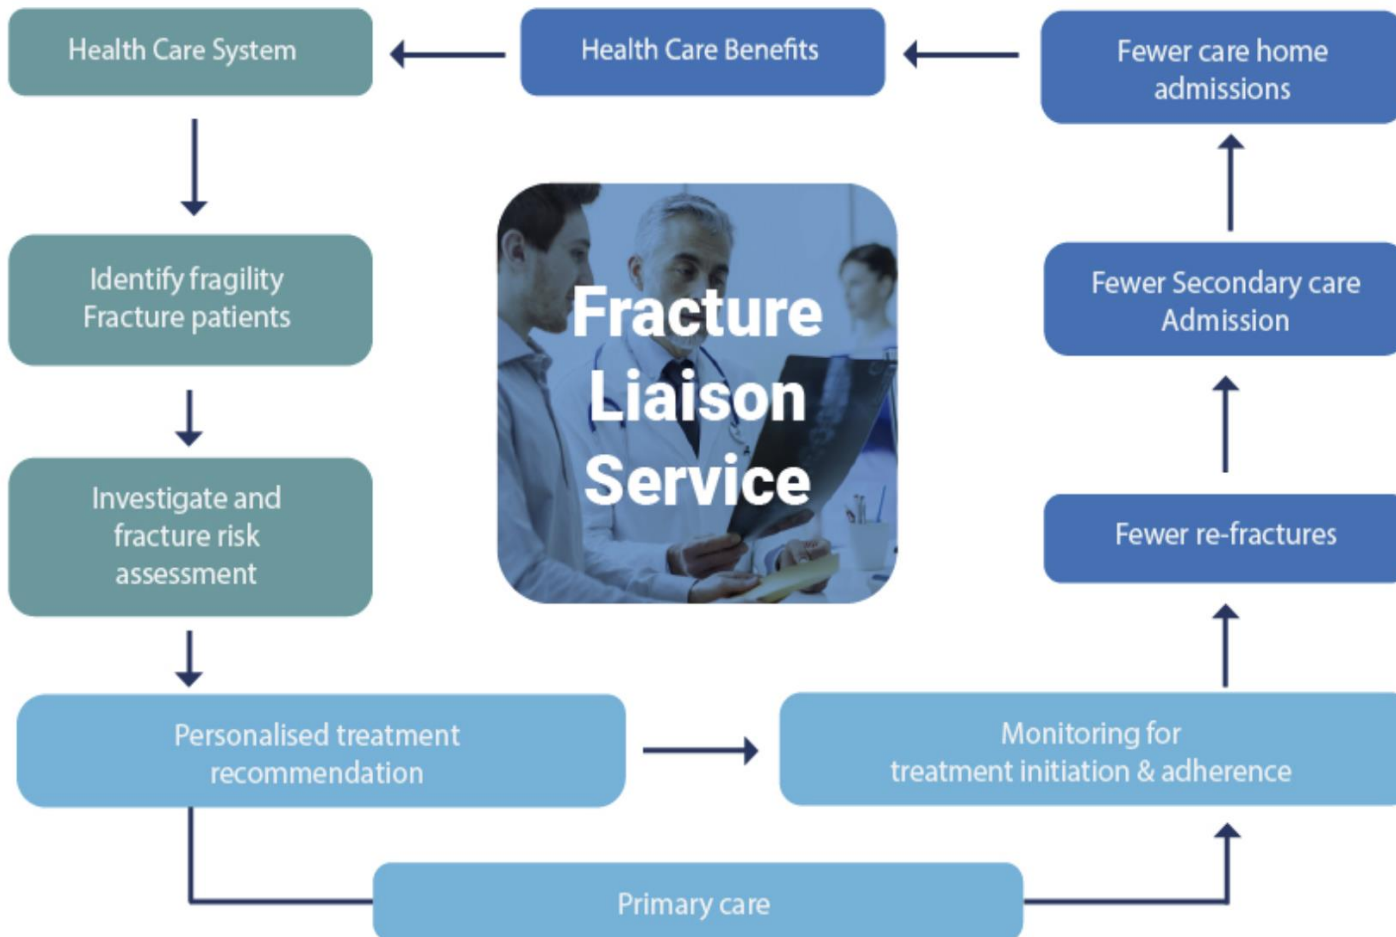 Health Care System
Health Care Benefits
Fewer care home
admissions
Identify fragility
Fracture patients
Fracture
Liaison
Service
Fewer Secondary care
Admission
Investigate and
fracture risk
assessment
Fewer re-fractures
Personalised treatment
recommendation
Monitoring for
treatment initiation & adherence
Primary care